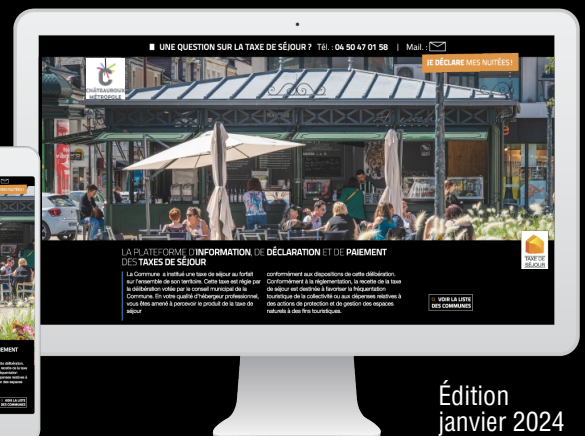 UNE QUESTION SUR LA TAXE DE SÉJOUR ? Tél. : 04 50 47 01 58 | Mail. :
JE DÉCLARE MES NUITÉES !
CHÂTEAUROUX
MÉTROPOLE
LA PLATEFORME D'INFORMATION, DE DÉCLARATION ET DE PAIEMENT
DES TAXES DE SÉJOUR
La Commune a institué une taxe de séjour au forfait
sur l'ensemble de son territoire. Cette taxe est régie par
la délibération votée par le conseil municipal de la
Commune. En votre qualité d'hébergeur professionnel,
vous êtes amené à percevoir le produit de la taxe de
séjour
conformément aux dispositions de cette délibération.
Conformément à la réglementation, la recette de la taxe
de séjour est destinée à favoriser la fréquentation
touristique de la collectivité ou aux dépenses relatives à
des actions de protection et de gestion des espaces
naturels à des fins touristiques.
TAXE DE
SÉJOUR
VOIR LA LISTE
DES COMMUNES
EMENT
VOIR LA LISTE
DES COMMUNES
Édition
janvier 2024